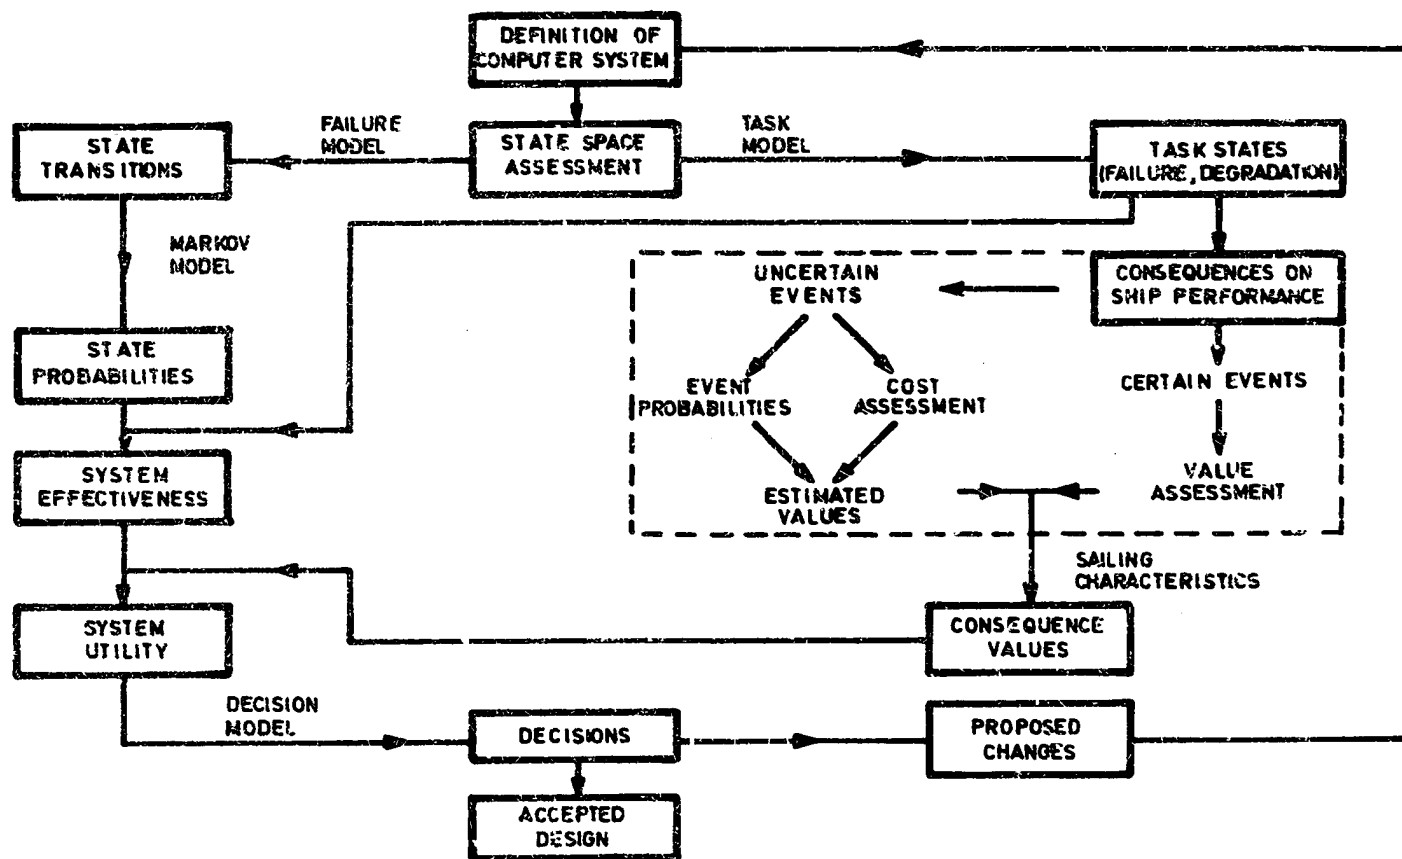 DEFINITION OF
COMPUTER SYSTEM
FAILURE
MODEL
TASK
MODEL
STATE
TRANSITIONS
STATE SPACE
ASSESSMENT
TASK STATES
(FAILURE, DEGRADATION)
MARKOV
MODEL
UNCERTAIN
EVENTS
CONSEQUENCES ON
SHIP PERFORMANCE
STATE
PROBABILITIES
EVENT
PROBABILITIES
COST
ASSESSMENT
CERTAIN EVENTS
SYSTEM
EFFECTIVENESS
ESTIMATED
VALUES
VALUE
ASSESSMENT
SAILING
CHARACTERISTICS
SYSTEM
UTILITY
CONSEQUENCE
VALUES
DECISION
MODEL
DECISIONS
PROPOSED
CHANGES
ACCEPTED
DESIGN